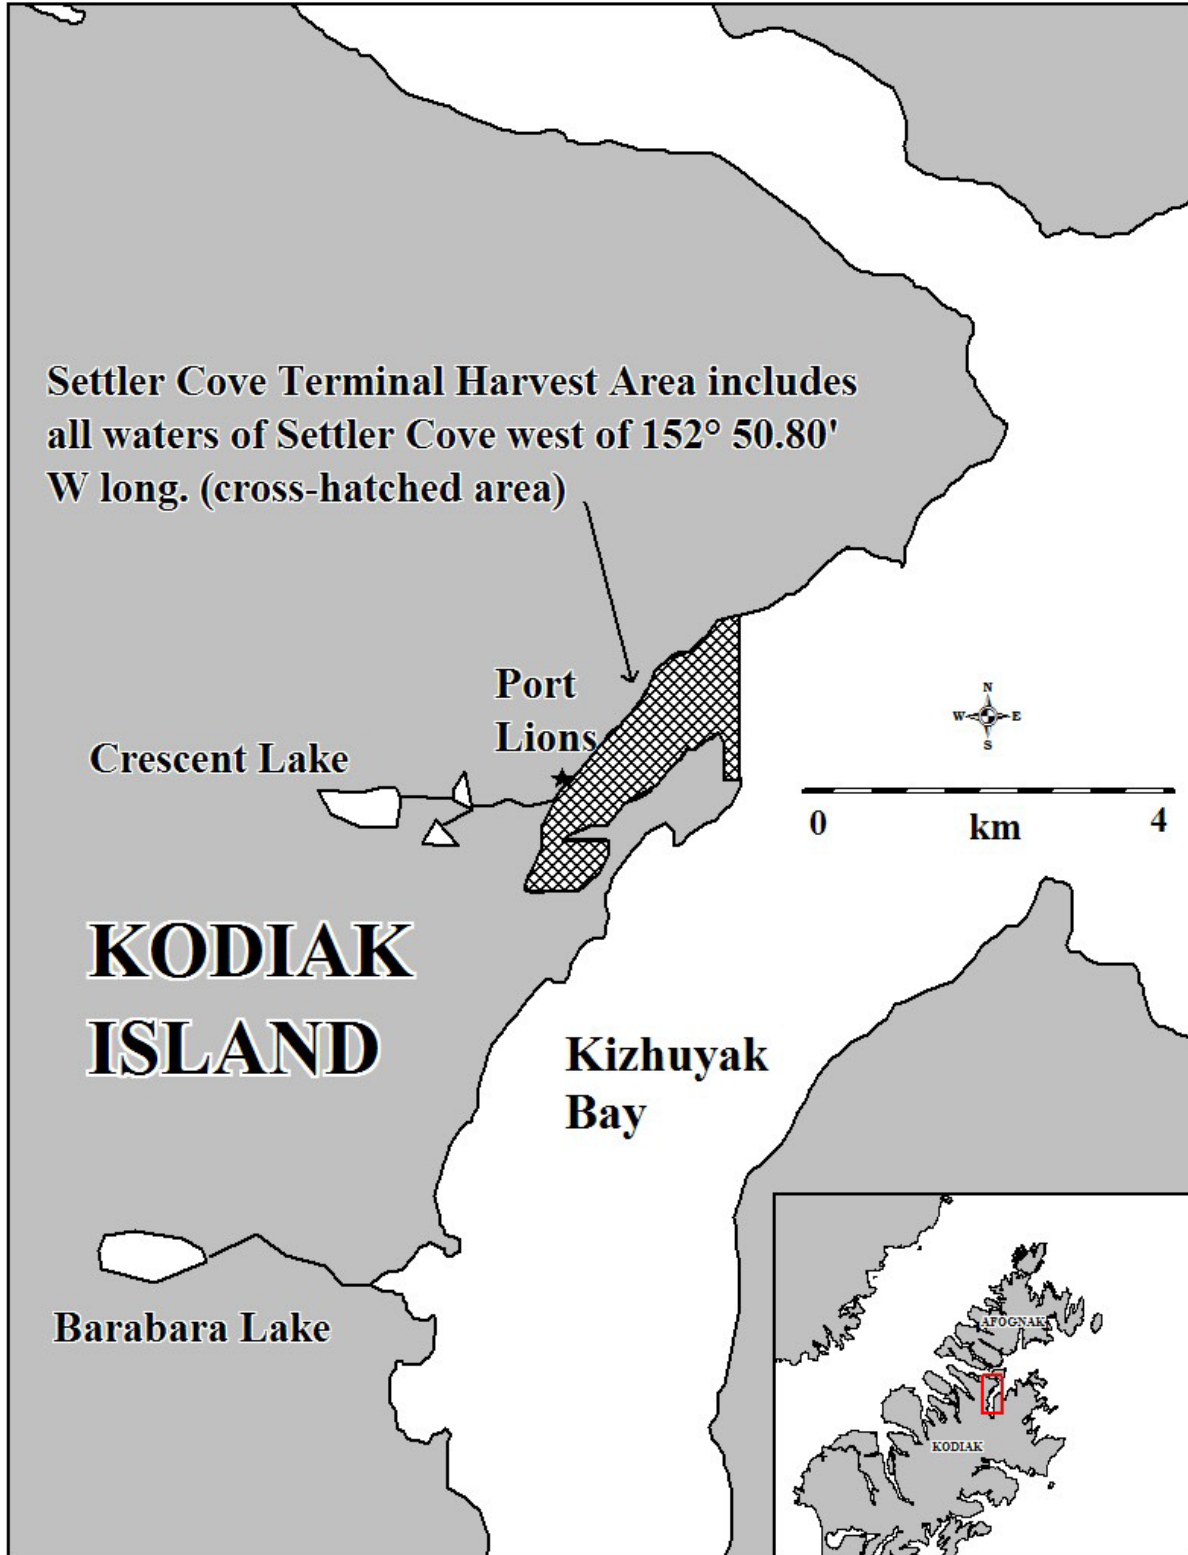 Settler Cove Terminal Harvest Area includes
all waters of Settler Cove west of 152° 50.80'
W long. (cross-hatched area)
Port
Lions
Crescent Lake
N
W
E
S
0
km
4
KODIAK
ISLAND
Kizhuyak
Bay
Barabara Lake
AFOGNAK
KODIAK